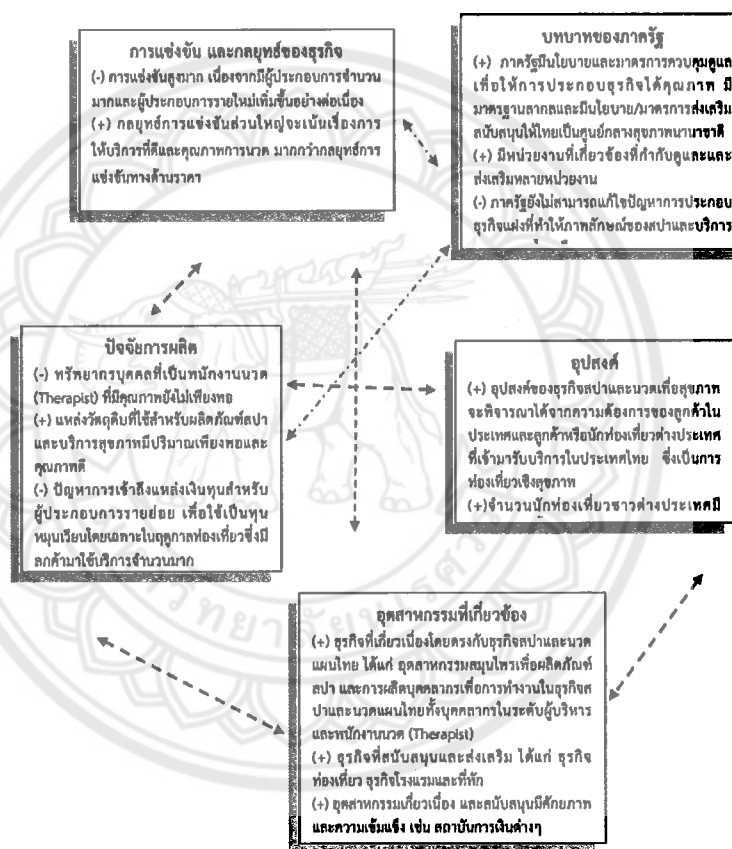 การแข่งขัน และกลยุทธ์ของธุรกิจ
(-) การแข่งขันสูงมาก เนื่องจากมีผู้ประกอบการจำนวน
มากและผู้ประกอบการรายใหม่เพิ่มขึ้นอย่างต่อเนื่อง
(+) กลยุทธ์การแข่งขันส่วนใหญ่จะเน้นเรื่องการ
ให้บริการที่ดีและคุณภาพการนวด มากกว่ากลยุทธ์การ
แข่งขันทางด้านราคา
บทบาทของภาครัฐ
(+) ภาครัฐมีนโยบายและมาตรการควบคุมดูแล
เพื่อให้การประกอบธุรกิจได้คุณภาพ มี
มาตรฐานสากลและมีนโยบาย/มาตรการส่งเสริม
สนับสนุนให้ไทยเป็นศูนย์กลางสุขภาพนานาชาติ
(+) มีหน่วยงานที่เกี่ยวข้องที่กำกับดูแลและและ
ส่งเสริมหลายหน่วยงาน
(-) ภาครัฐยังไม่สามารถแก้ไขปัญหาการประกอบ
ธุรกิจแฝงที่ทำให้ภาพลักษณ์ของสปาและบริการ
ปัจจัยการผลิต
(-) ทรัพยากรบุคคลที่เป็นพนักงานนวด
(Therapist) ที่มีคุณภาพยังไม่เพียงพอ
(+) แหล่งวัตถุดิบที่ใช้สำหรับผลิตภัณฑ์สปา
และบริการสุขภาพมีปริมาณเพียงพอและ
คุณภาพดี
(-) ปัญหาการเข้าถึงแหล่งเงินทุนสำหรับ
ผู้ประกอบการรายย่อย เพื่อใช้เป็นทุน
หมุนเวียนโดยเฉพาะในฤดูกาลท่องเที่ยวซึ่งมี
ลูกค้ามาใช้บริการจำนวนมาก
อุปสงค์
(+) อุปสงค์ของธุรกิจสปาและนวดเพื่อสุขภาพ
จะพิจารณาได้จากความต้องการของลูกค้าใน
ประเทศและลูกค้าหรือนักท่องเที่ยวต่างประเทศ
ที่เข้ามารับบริการในประเทศไทย ซึ่งเป็นการ
ท่องเที่ยวเชิงสุขภาพ
(+)จำนวนนักท่องเที่ยวชาวต่างประเทศมี
อุตสาหกรรมที่เกี่ยวข้อง
(+) ธุรกิจที่เกี่ยวเนื่องโดยตรงกับธุรกิจสปาและนวด
แผนไทย ได้แก่ อุตสาหกรรมสมุนไพรเพื่อผลิตภัณฑ์
สปา และการผลิตบุคคลากรเพื่อการทำงานในธุรกิจส
ปาและนวดแผนไทยทั้งบุคคลากรในระดับผู้บริหาร
และพนักงานนวด (Therapist)
(+) ธุรกิจที่สนับสนุนและส่งเสริม ได้แก่ ธุรกิจ
ท่องเที่ยว ธุรกิจโรงแรมและที่พัก
(+) อุตสาหกรรมเกี่ยวเนื่อง และสนับสนุนมีศักยภาพ
และความเข้มแข็ง เช่น สถาบันการเงินต่างๆ